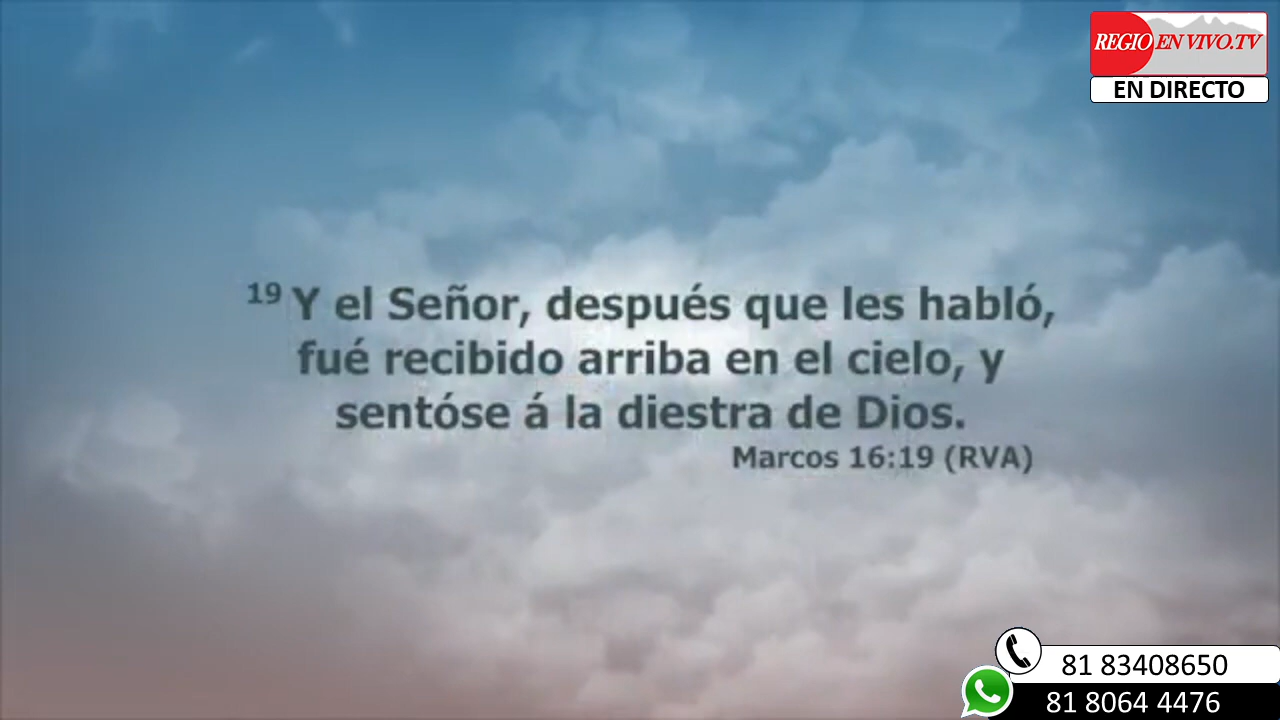 REGIO EN VIVO.TV
EN DIRECTO
19 Y el Señor, después que les habló,
fué recibido arriba en el cielo, y
sentóse á la diestra de Dios.
Marcos 16:19 (RVA)
81 83408650
81 8064 4476